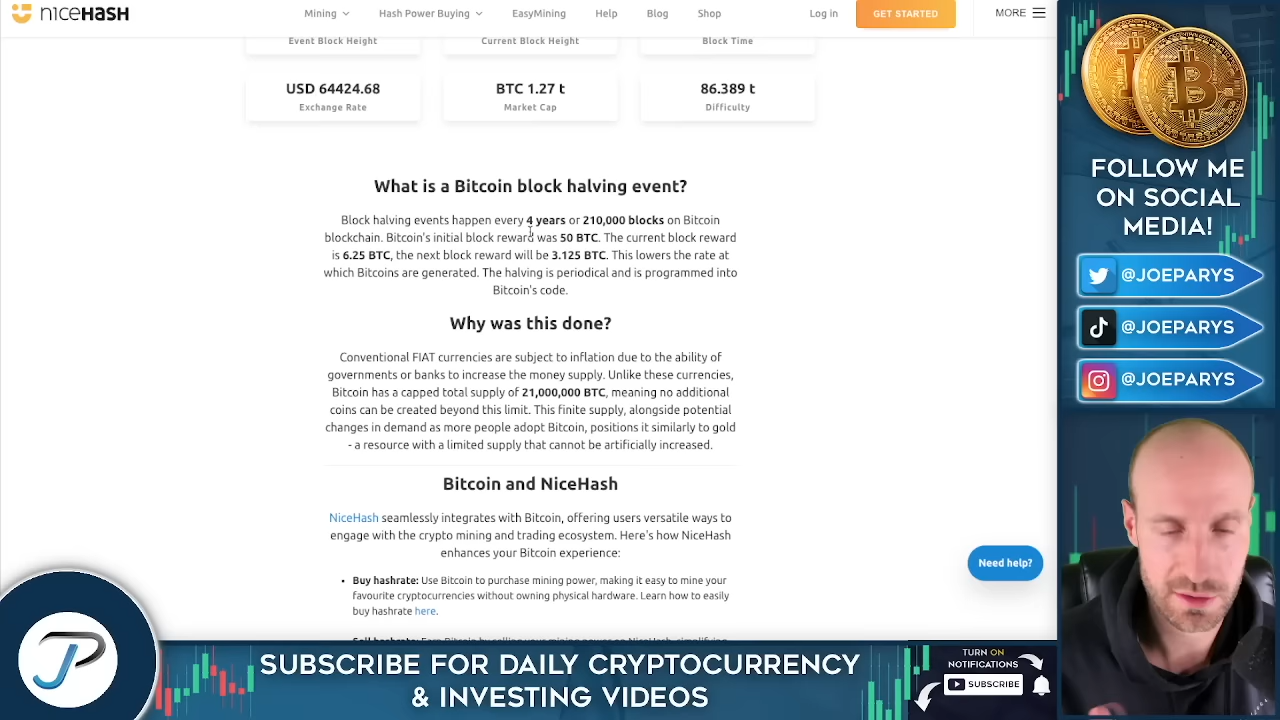 niceHASH
Mining
Hash Power Buying
EasyMining
Help
Blog
Shop
Log in
GET STARTED
MORE
Event Block Height
Current Block Height
Block Time
USD 64424.68
Exchange Rate
BTC 1.27 t
Market Cap
86.389 t
Difficulty
What is a Bitcoin block halving event?
Block halving events happen every 4 years or 210,000 blocks on Bitcoin
blockchain. Bitcoin's initial block reward was 50 BTC. The current block reward
is 6.25 BTC, the next block reward will be 3.125 BTC. This lowers the rate at
which Bitcoins are generated. The halving is periodical and is programmed into
Bitcoin's code.
Why was this done?
Conventional FIAT currencies are subject to inflation due to the ability of
governments or banks to increase the money supply. Unlike these currencies,
Bitcoin has a capped total supply of 21,000,000 BTC, meaning no additional
coins can be created beyond this limit. This finite supply, alongside potential
changes in demand as more people adopt Bitcoin, positions it similarly to gold
- a resource with a limited supply that cannot be artificially increased.
Bitcoin and NiceHash
NiceHash seamlessly integrates with Bitcoin, offering users versatile ways to
engage with the crypto mining and trading ecosystem. Here's how NiceHash
enhances your Bitcoin experience:
• Buy hashrate: Use Bitcoin to purchase mining power, making it easy to mine your
favourite cryptocurrencies without owning physical hardware. Learn how to easily
buy hashrate here.
Need help?
FOLLOW ME
ON SOCIAL
MEDIA!
@JOEPARYS
@JOEPARYS
@JOEPARYS
SUBSCRIBE FOR DAILY CRYPTOCURRENCY
& INVESTING VIDEOS
TURN ON
NOTIFICATIONS
SUBSCRIBE